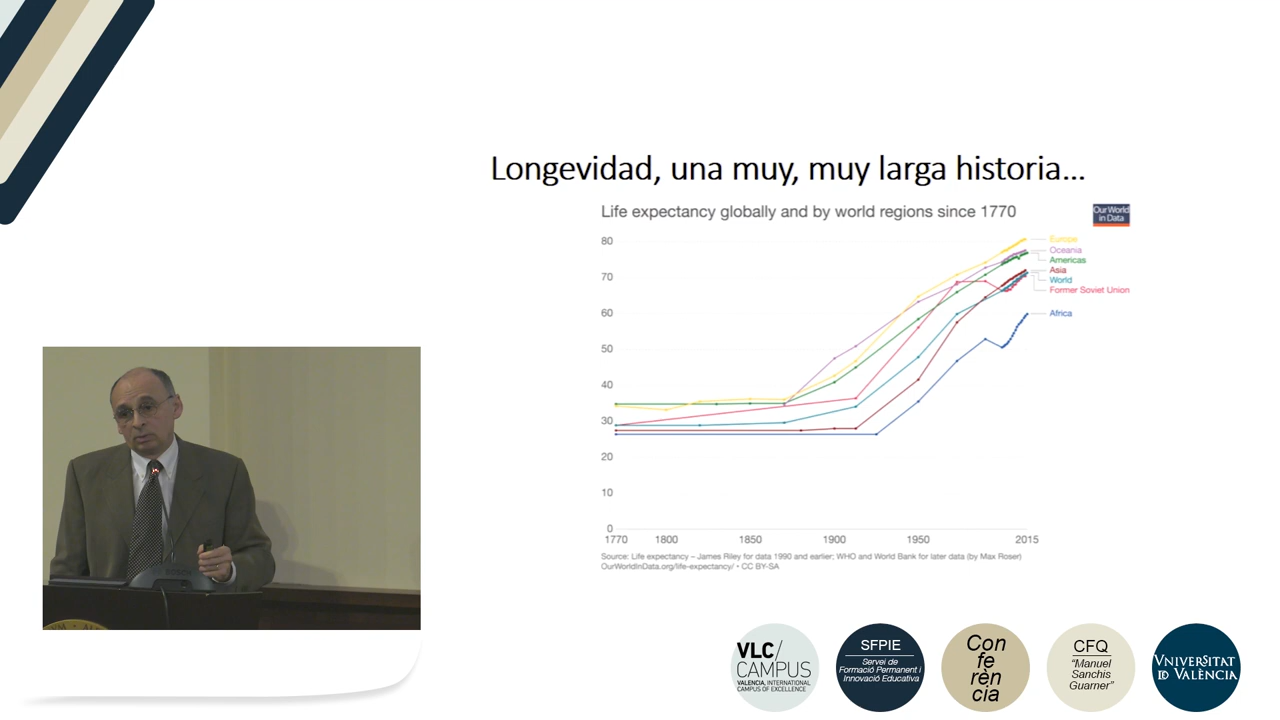 Longevidad, una muy, muy larga historia...
Life expectancy globally and by world regions since 1770
Our World
in Data
80
70
60
50
40
30
20
10
0
Europe
Oceania
Americas
Asia
World
Former Soviet Union
Africa
1770 1800 1850 1900 1950 2015
Source: Life expectancy – James Riley for data 1990 and earlier; WHO and World Bank for later data (by Max Roser)
OurWorldInData.org/life-expectancy/ • CC BY-SA
VLC/
CAMPUS
VALENCIA, INTERNATIONAL
CAMPUS OF EXCELLENCE
SFPIE
Servei de
Formació Permanent i
Innovació Educativa
Con
fe
rèn
cia
CFQ
"Manuel
Sanchis
Guarner"
VNIVERSITAT
ID VALÈNCIA